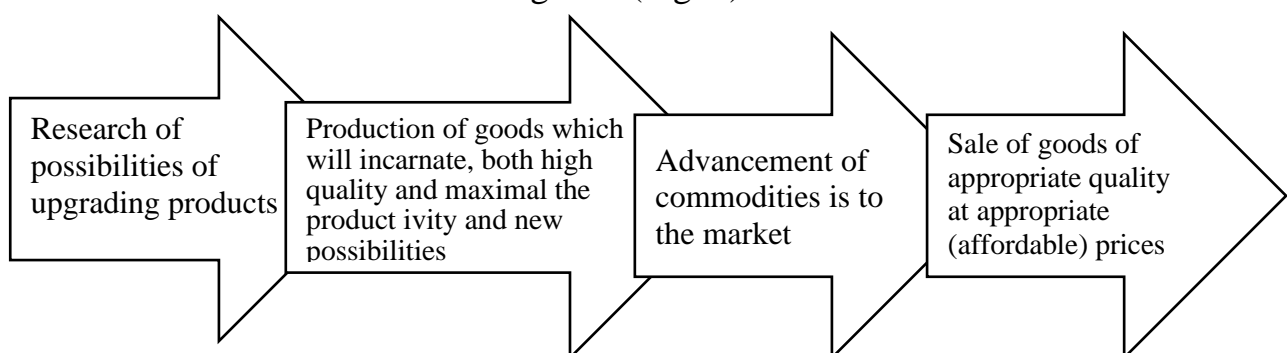 Research of
possibilities of
upgrading products
Production of goods which
will incarnate, both high
quality and maximal the
product ivity and new
possibilities
Advancement of
commodities is to
the market
Sale of goods of
appropriate quality
at appropriate
(affordable) prices